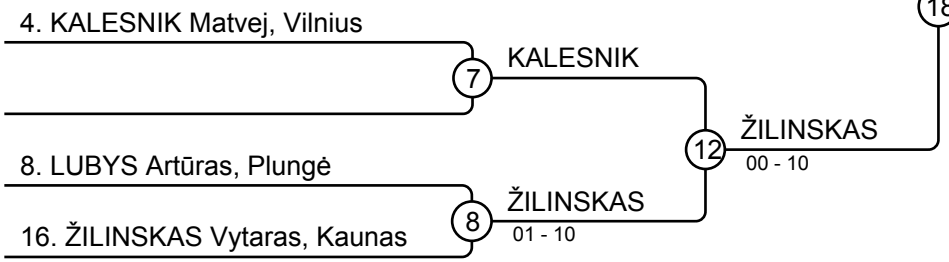 18
4. KALESNIK Matvej, Vilnius
7
KALESNIK
12
ŽILINSKAS
00 - 10
8. LUBYS Artūras, Plungė
8
ŽILINSKAS
01 - 10
16. ŽILINSKAS Vytaras, Kaunas